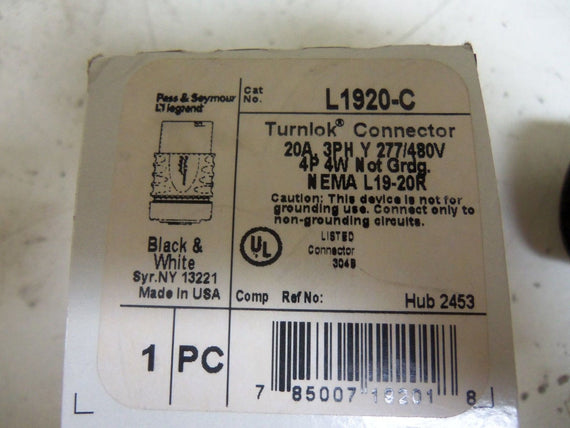 Pass & Seymour
Legrand
Cat No. L1920-C
Turnlok® Connector
20A, 3PH Y 277/480V
4P 4W Not Grdg.
NEMA L19-20R
Caution: This device is not for
grounding use. Connect only to
non-grounding circuits.
UL LISTED
Connector
304B
Black &
White
Syr.NY 13221
Made In USA
Comp Ref No: Hub 2453
1 PC
7 85007 19201 8